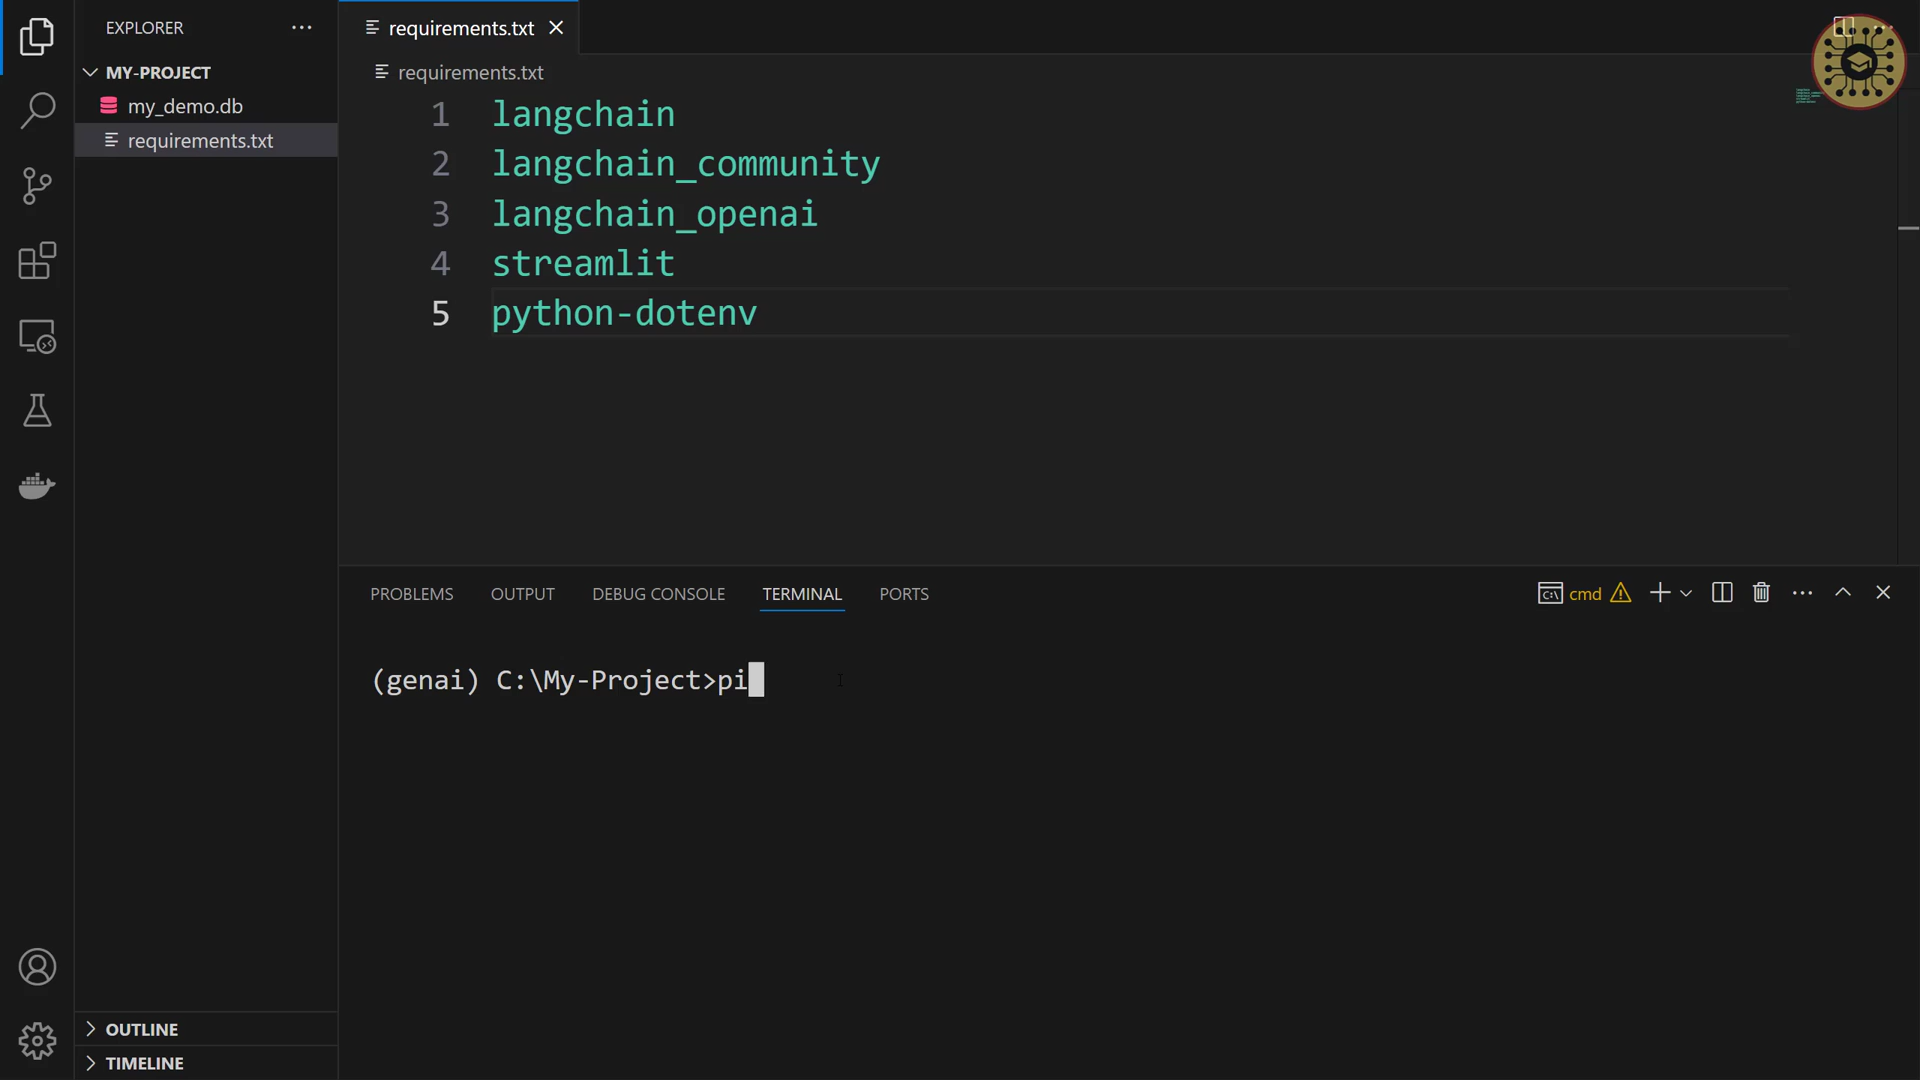 EXPLORER
MY-PROJECT
my_demo.db
requirements.txt
OUTLINE
TIMELINE
requirements.txt
requirements.txt
1 langchain
2 langchain_community
3 langchain_openai
4 streamlit
5 python-dotenv
PROBLEMS OUTPUT DEBUG CONSOLE TERMINAL PORTS
cmd
(genai) C:\My-Project>pi